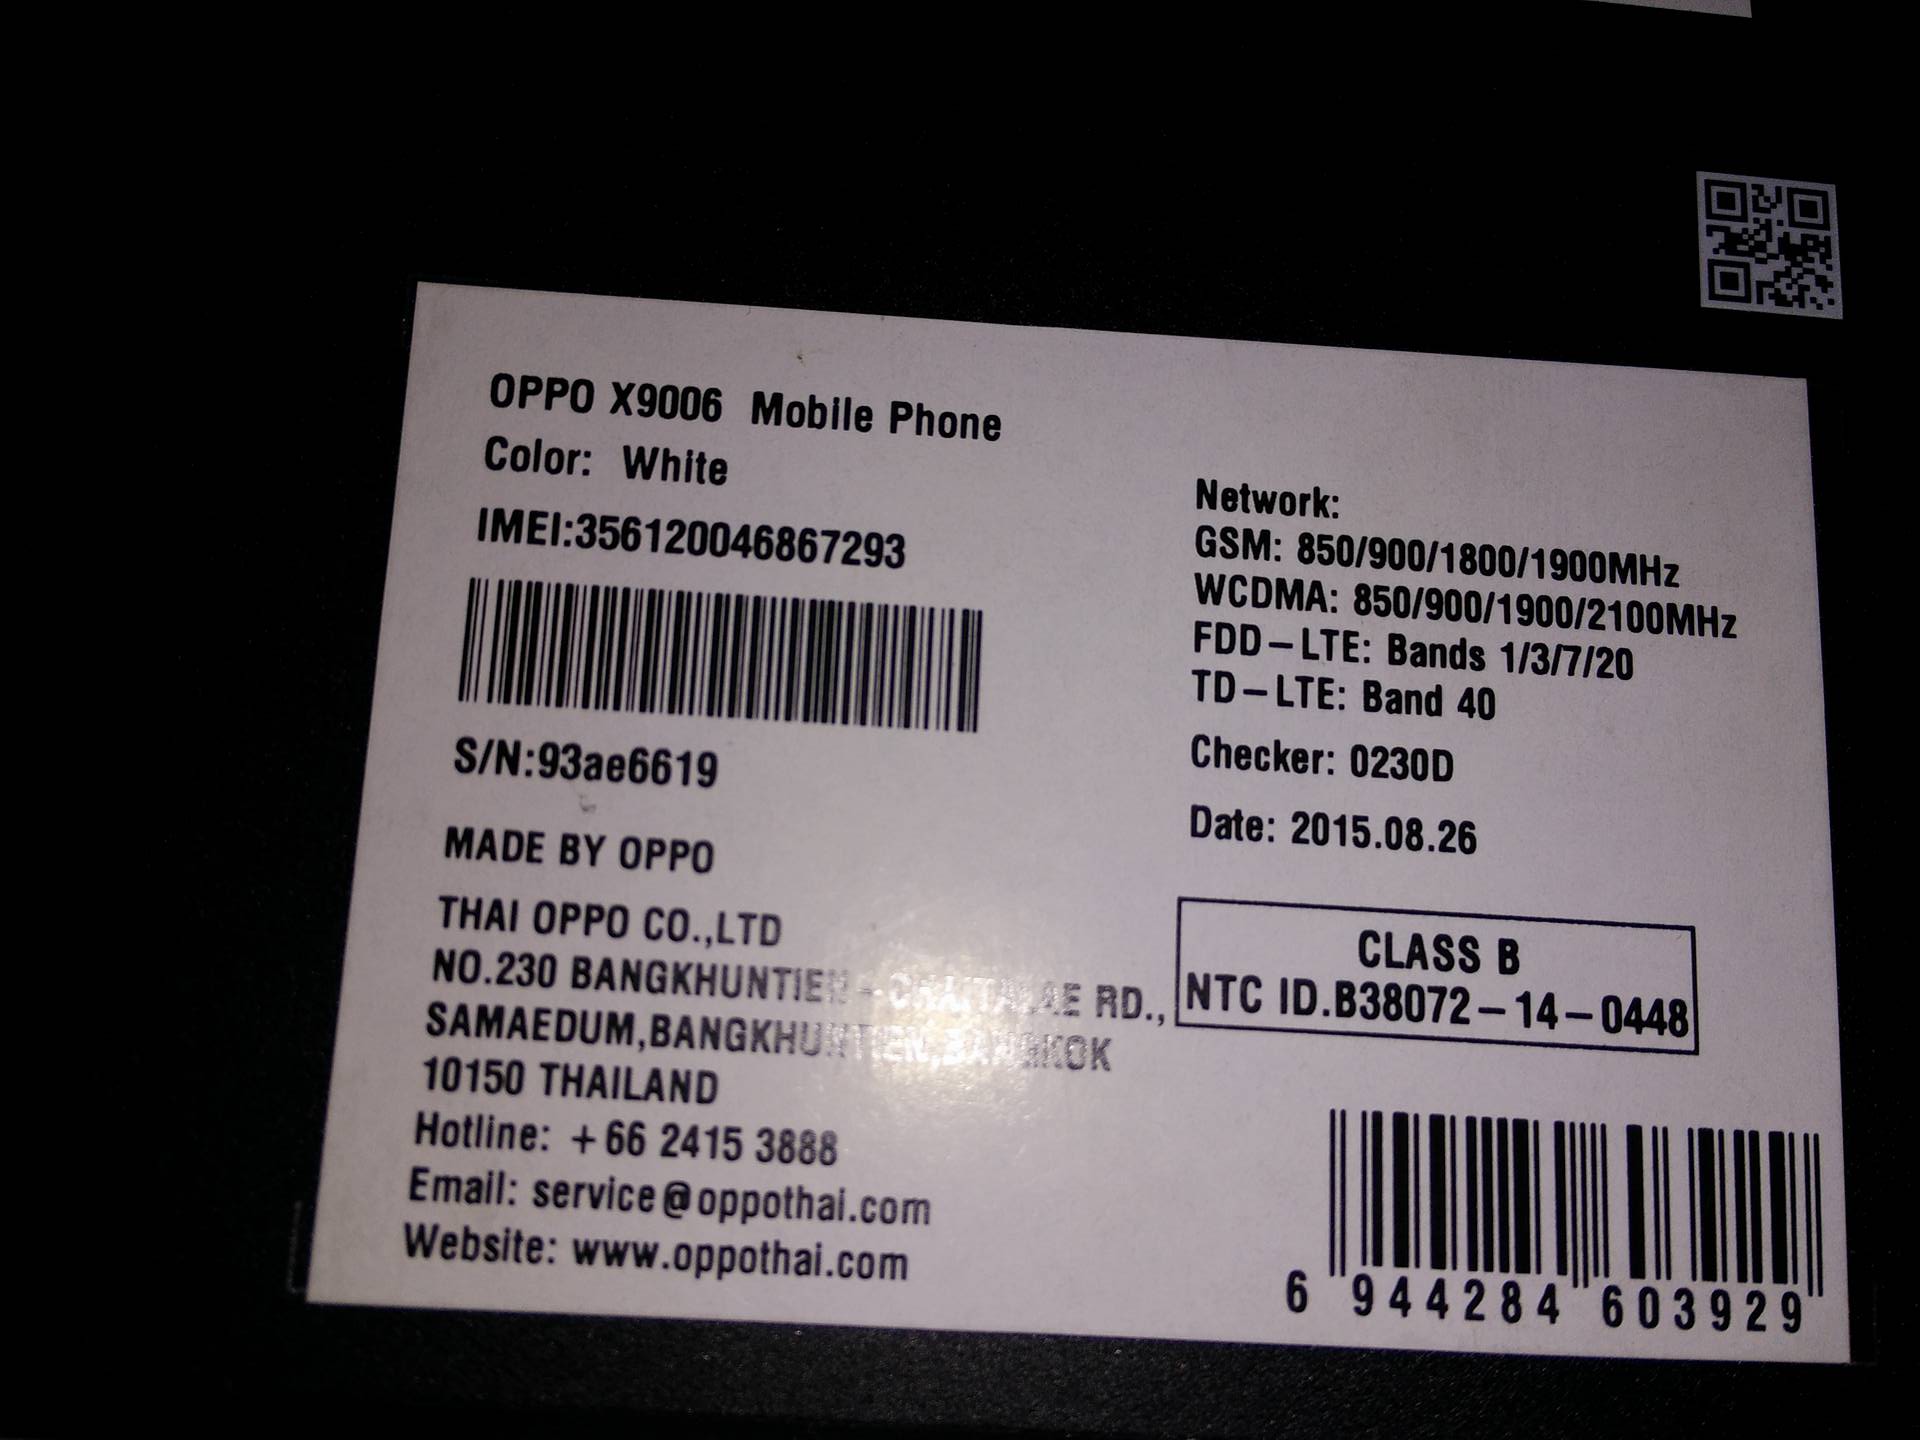 OPPO X9006 Mobile Phone
Color: White
IMEI:356120046867293
S/N:93ae6619
MADE BY OPPO
THAI OPPO CO.,LTD
NO.230 BANGKHUNTIEN - RD.,
SAMAEDUM,BANGKHUNTIEN,BANGKOK
10150 THAILAND
Hotline: +66 2415 3888
Email: service@oppothai.com
Website: www.oppothai.com
Network:
GSM: 850/900/1800/1900MHz
WCDMA: 850/900/1900/2100MHz
FDD-LTE: Bands 1/3/7/20
TD-LTE: Band 40
Checker: 0230D
Date: 2015.08.26
CLASS B
NTC ID.B38072-14-0448
6 944284 603929